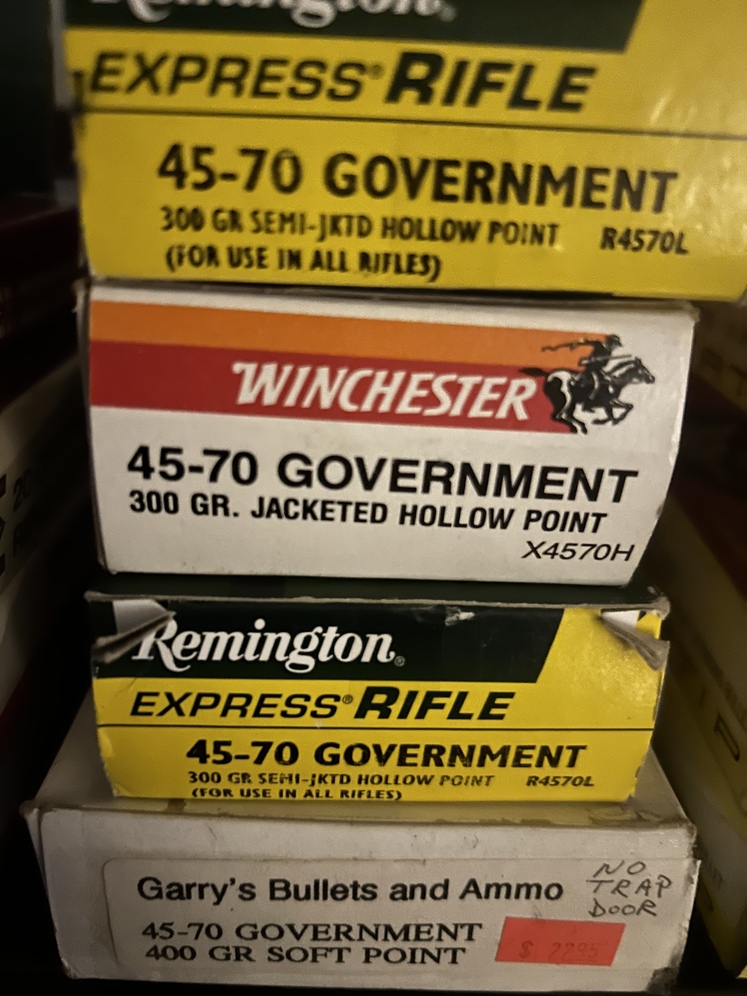 Remington®
EXPRESS® RIFLE
45-70 GOVERNMENT
300 GR SEMI-JKTD HOLLOW POINT R4570L
(FOR USE IN ALL RIFLES)
WINCHESTER
45-70 GOVERNMENT
300 GR. JACKETED HOLLOW POINT
X4570H
Remington®
EXPRESS® RIFLE
45-70 GOVERNMENT
300 GR SEMI-JKTD HOLLOW POINT R4570L
(FOR USE IN ALL RIFLES)
Garry's Bullets and Ammo
NO
TRAP
DOOR
45-70 GOVERNMENT
400 GR SOFT POINT
$ 22.95